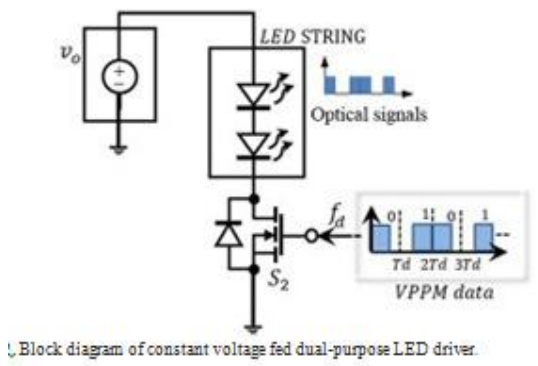 v_o
LED STRING
Optical signals
f_d
S_2
0 1 0 1
Td 2Td 3Td
VPPM data
Block diagram of constant voltage fed dual-purpose LED driver.